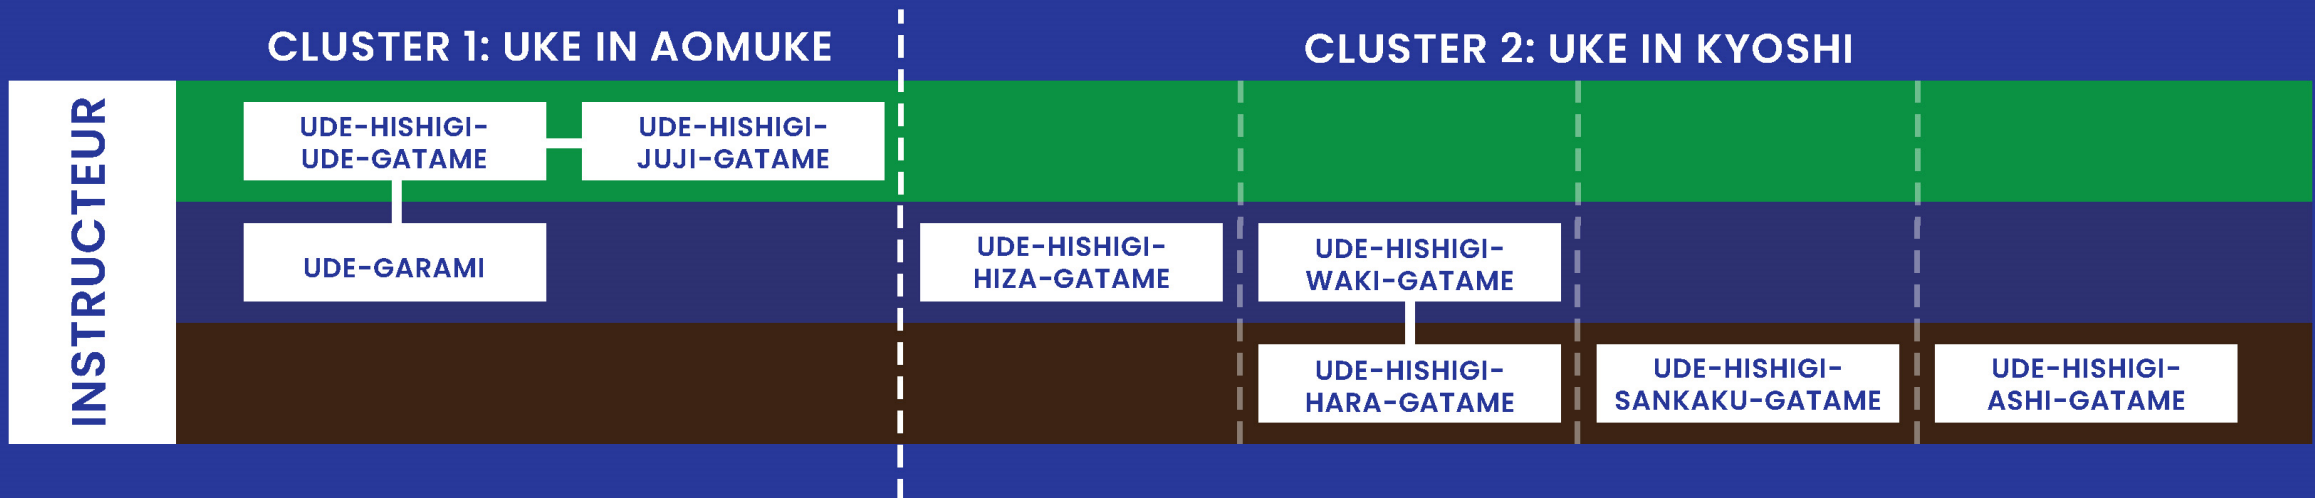 CLUSTER 1: UKE IN AOMUKE
CLUSTER 2: UKE IN KYOSHI
INSTRUCTEUR
UDE-HISHIGI-
UDE-GATAME
UDE-HISHIGI-
JUJI-GATAME
UDE-GARAMI
UDE-HISHIGI-
HIZA-GATAME
UDE-HISHIGI-
WAKI-GATAME
UDE-HISHIGI-
HARA-GATAME
UDE-HISHIGI-
SANKAKU-GATAME
UDE-HISHIGI-
ASHI-GATAME